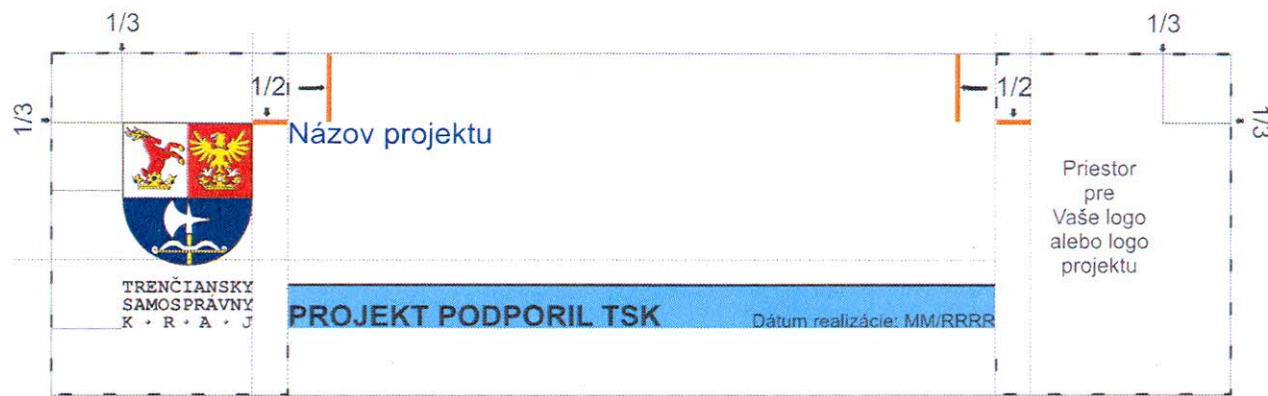 1/3
1/3
1/2
1/2
1/3
1/3
Názov projektu
Priestor
pre
Vaše logo
alebo logo
projektu
TRENČIANSKY
SAMOSPRÁVNY
K • R • A • J
PROJEKT PODPORIL TSK
Dátum realizácie: MM/RRRR